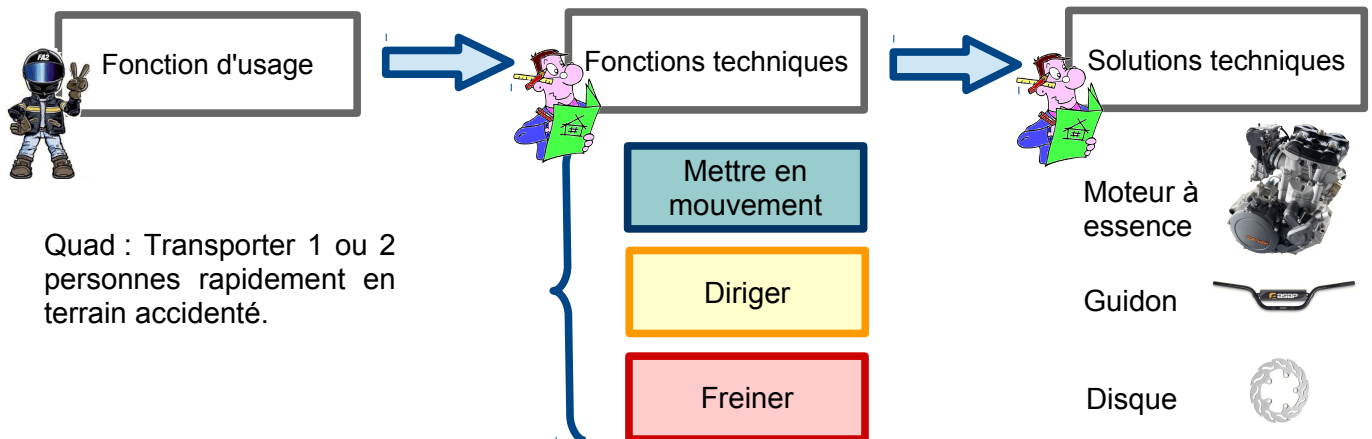 Fonction d'usage
Fonctions techniques
Solutions techniques
FA2
Mettre en
mouvement
Moteur à
essence
Quad : Transporter 1 ou 2
personnes rapidement en
terrain accidenté.
Diriger
Guidon
Freiner
Disque